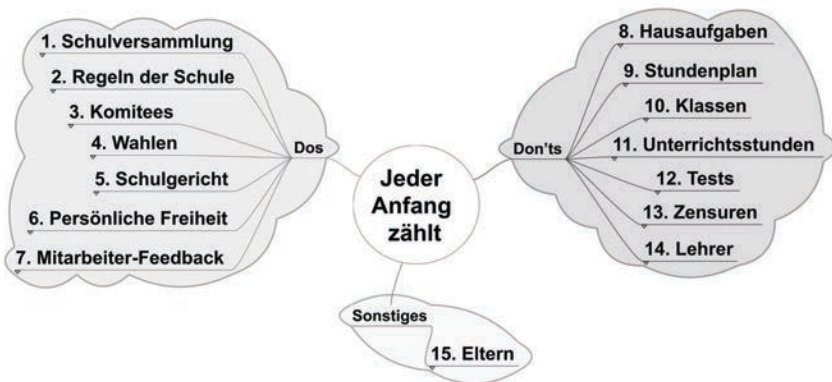 1. Schulversammlung
2. Regeln der Schule
3. Komitees
4. Wahlen
5. Schulgericht
6. Persönliche Freiheit
7. Mitarbeiter-Feedback
Dos
Jeder
Anfang
zählt
Don'ts
8. Hausaufgaben
9. Stundenplan
10. Klassen
11. Unterrichtsstunden
12. Tests
13. Zensuren
14. Lehrer
Sonstiges
15. Eltern